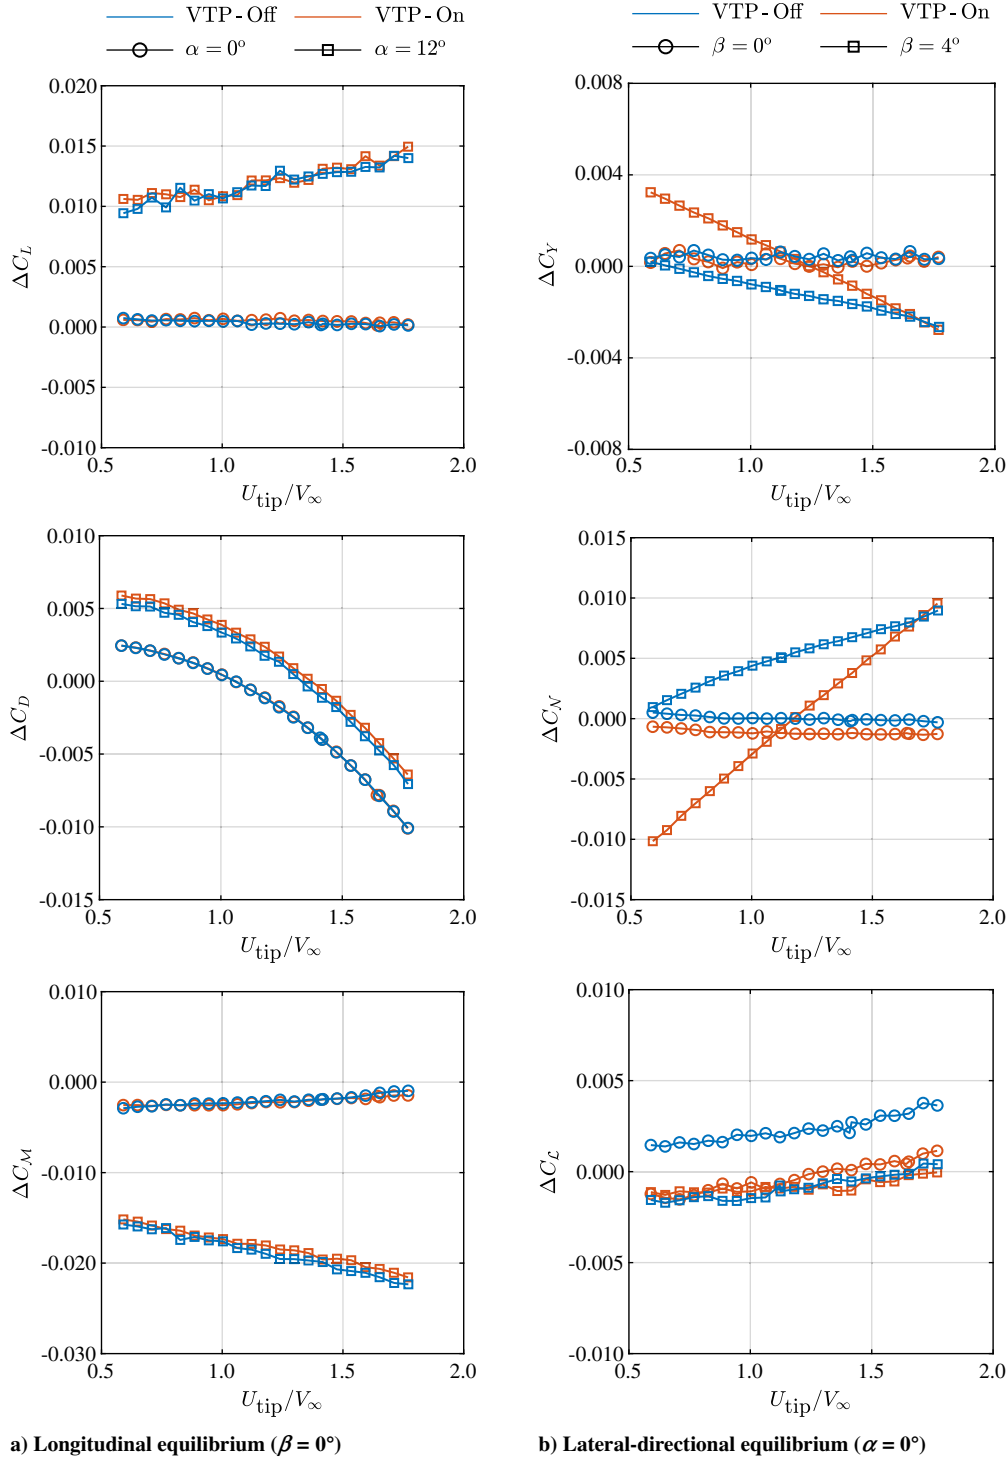 VTP - Off VTP - On
α = 0° α = 12°
0.020
0.015
0.010
0.005
0.000
-0.005
-0.010
ΔC_L
0.5 1.0 1.5 2.0
U_tip/V_∞
0.010
0.005
0.000
-0.005
-0.010
-0.015
ΔC_D
0.5 1.0 1.5 2.0
U_tip/V_∞
0.010
0.000
-0.010
-0.020
-0.030
ΔC_ℳ
0.5 1.0 1.5 2.0
U_tip/V_∞
a) Longitudinal equilibrium (β = 0°)
VTP - Off VTP - On
β = 0° β = 4°
0.008
0.004
0.000
-0.004
-0.008
ΔC_Y
0.5 1.0 1.5 2.0
U_tip/V_∞
0.015
0.010
0.005
0.000
-0.005
-0.010
-0.015
ΔC_𝒩
0.5 1.0 1.5 2.0
U_tip/V_∞
0.010
0.005
0.000
-0.005
-0.010
ΔC_ℒ
0.5 1.0 1.5 2.0
U_tip/V_∞
b) Lateral-directional equilibrium (α = 0°)